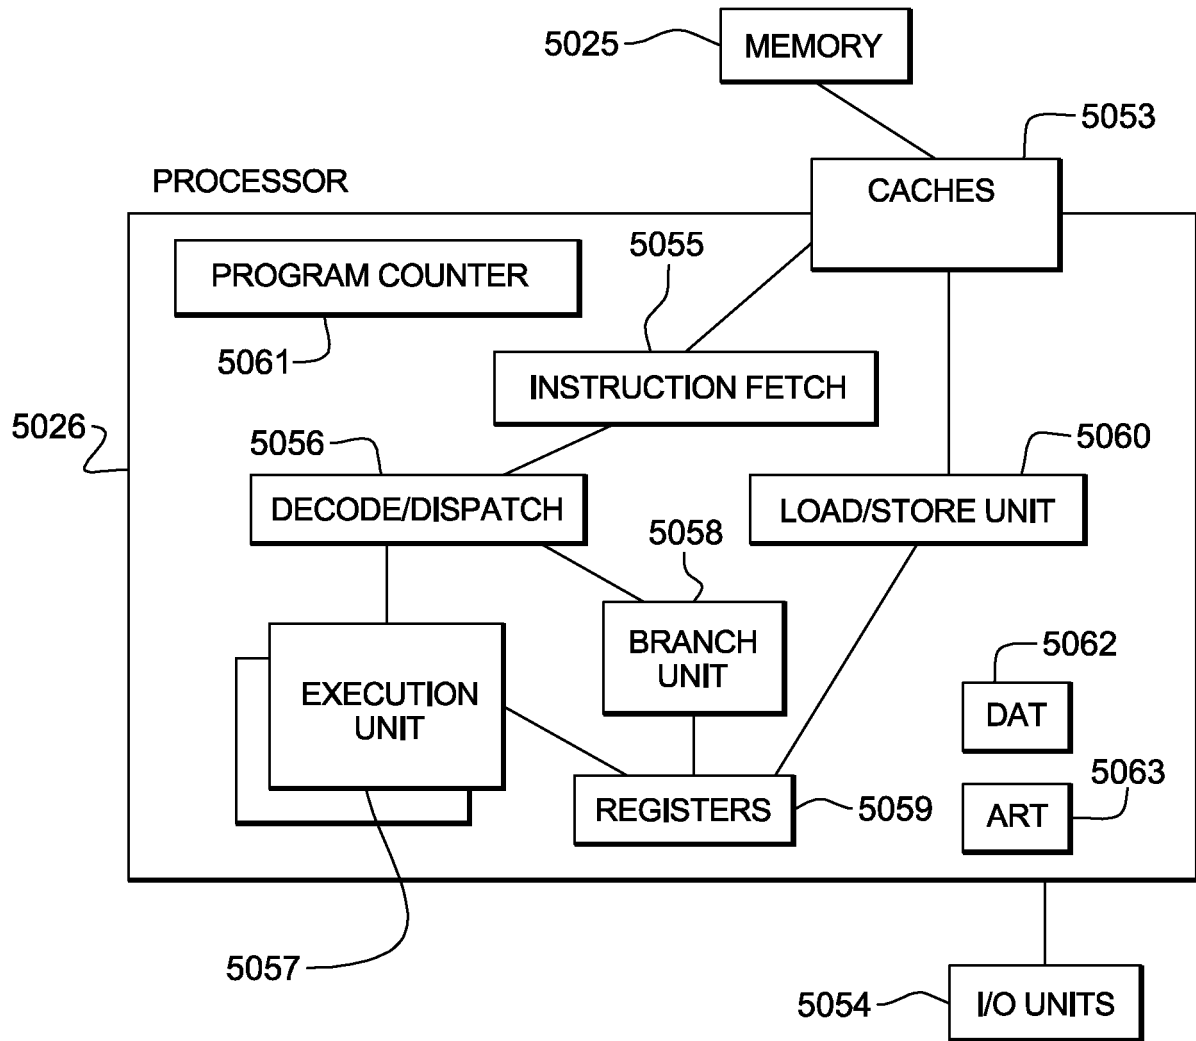 5025
MEMORY
5053
PROCESSOR
CACHES
5055
PROGRAM COUNTER
5061
INSTRUCTION FETCH
5026
5056
5060
DECODE/DISPATCH
LOAD/STORE UNIT
5058
BRANCH
UNIT
5062
EXECUTION
UNIT
DAT
5063
REGISTERS
5059
ART
5057
5054
I/O UNITS